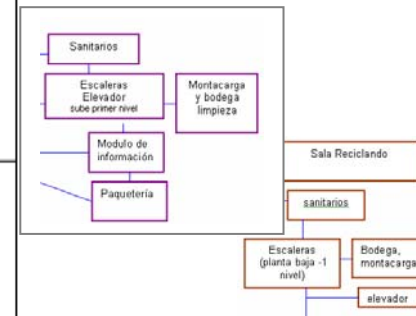 Sanitarios
Escaleras
Elevador
sube primer nivel
Montacarga
y bodega
limpieza
Modulo de
información
Paquetería
Sala Reciclando
sanitarios
Escaleras
(planta baja -1
nivel)
Bodega,
montacarga
elevador